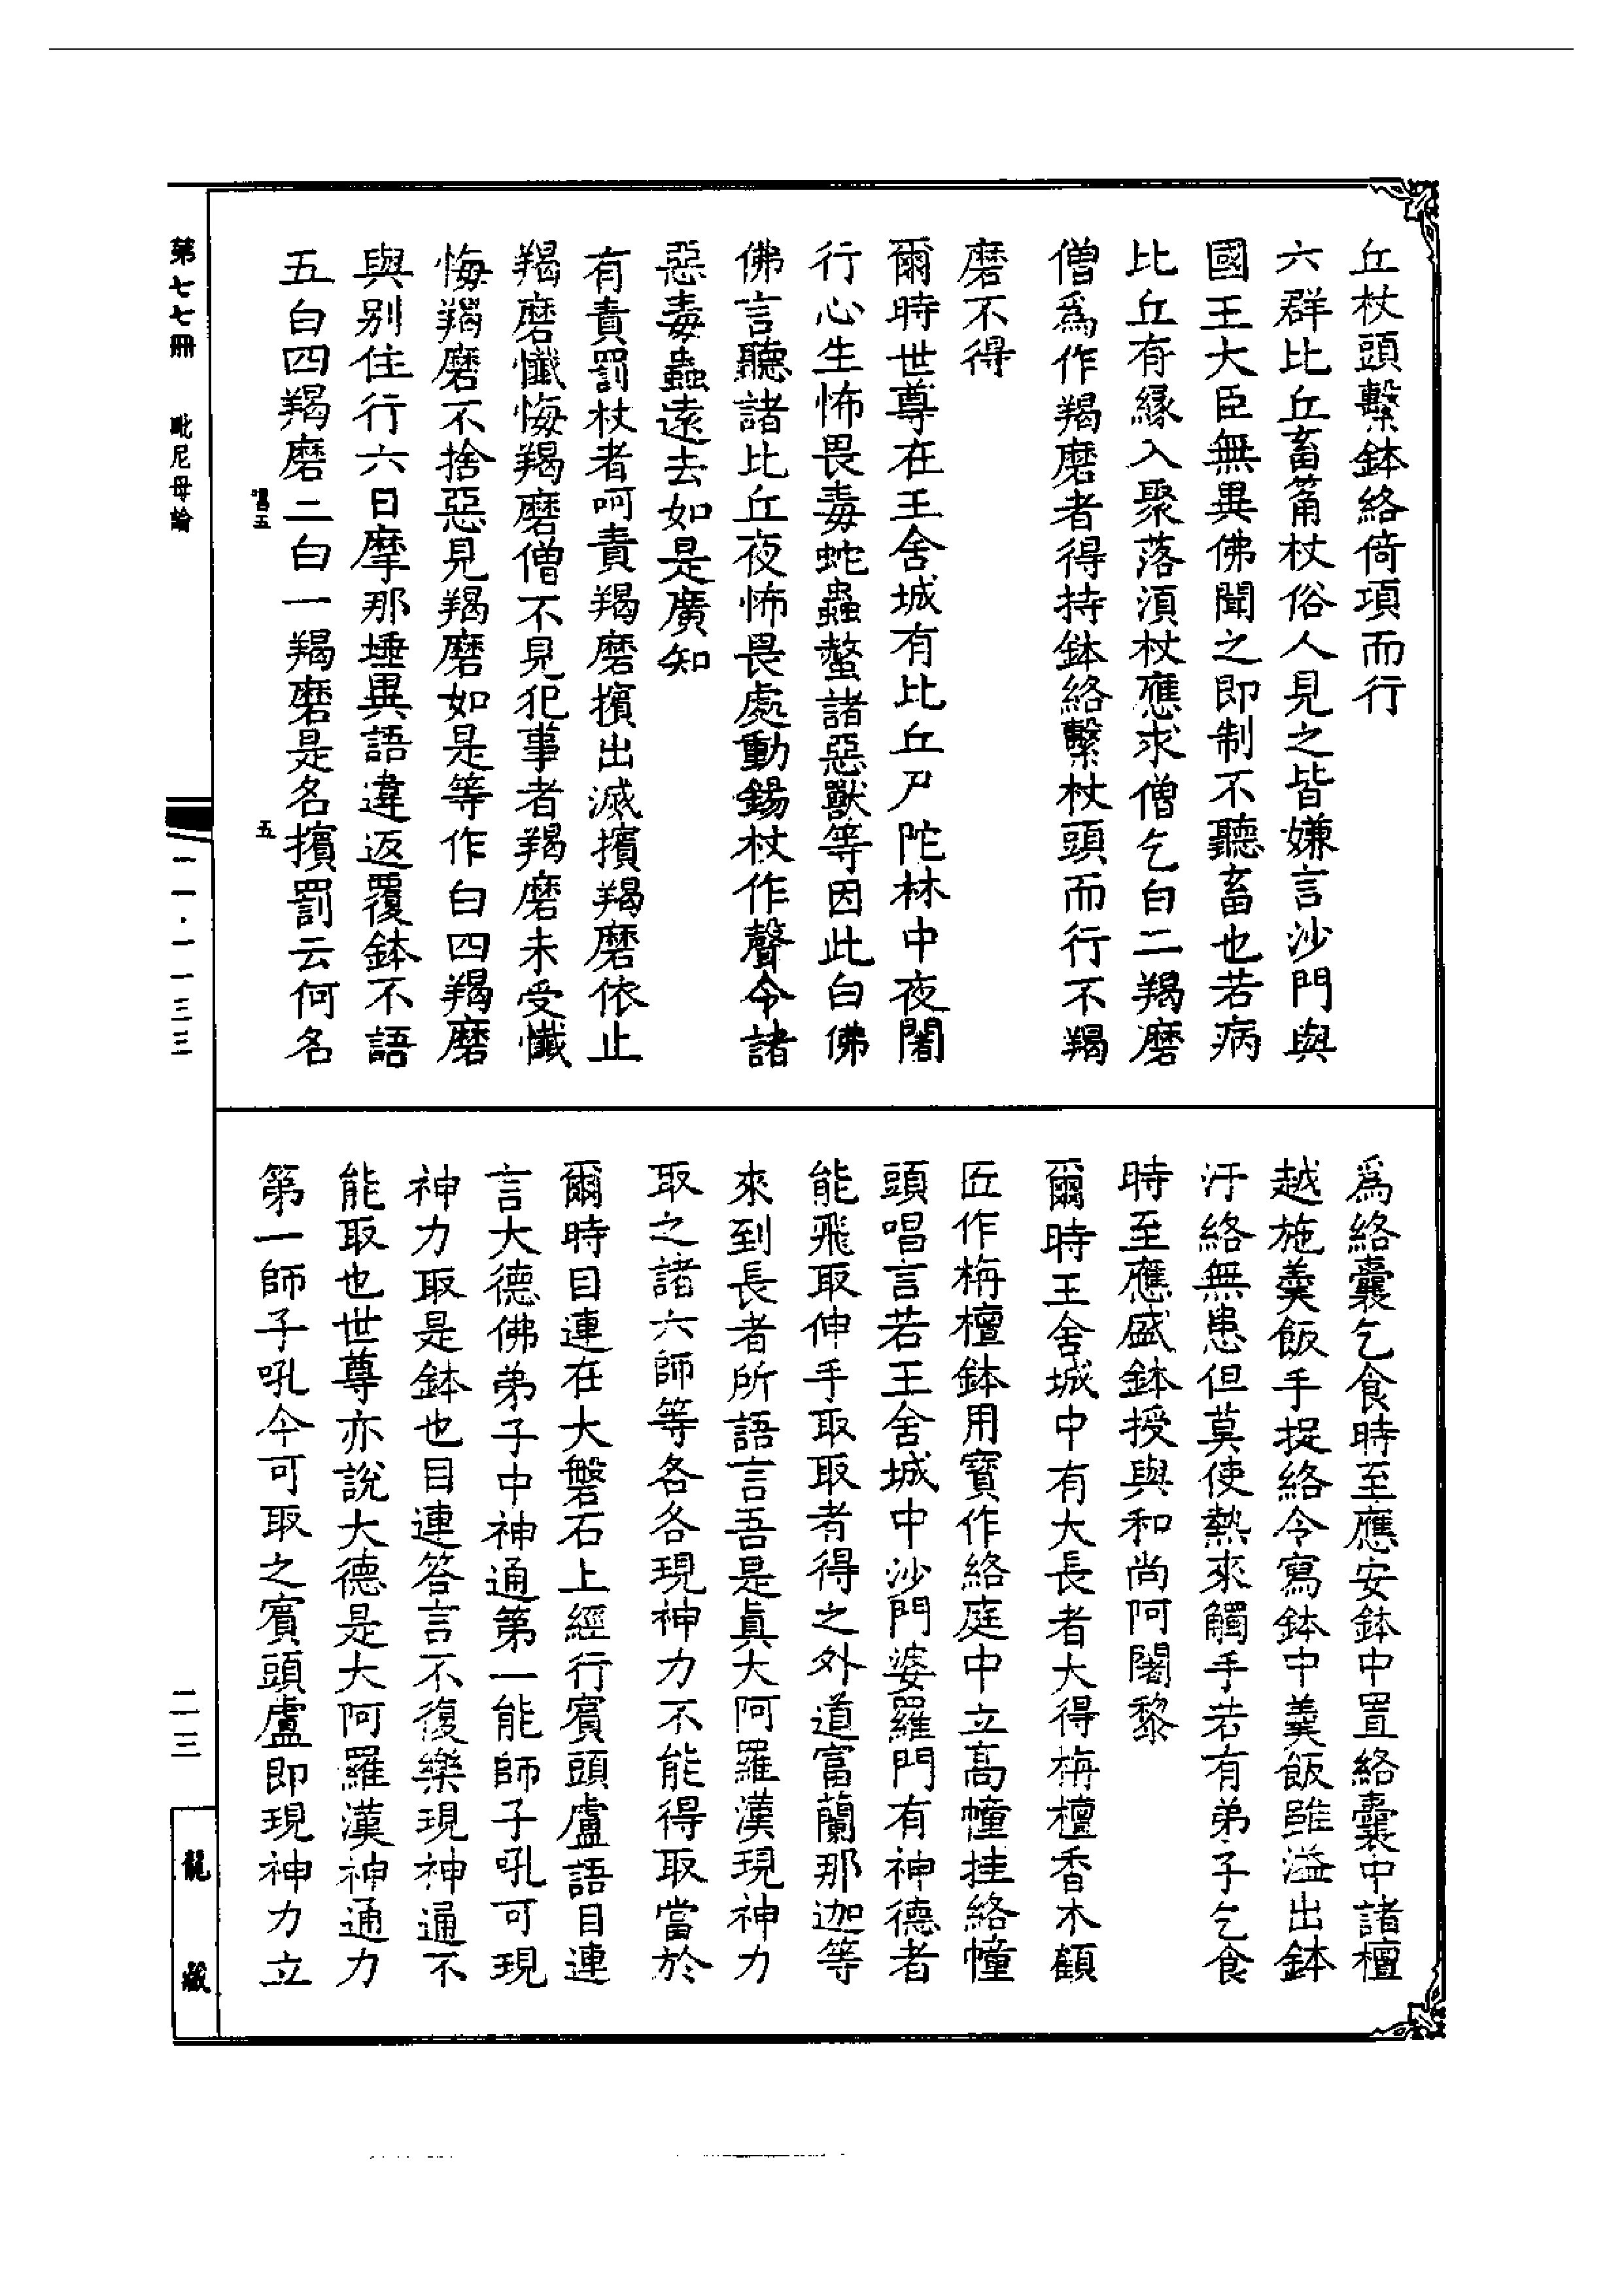 丘杖頭繫鉢絡倚項而行
六群比丘畜筩杖俗人見之皆嫌言沙門與
國王大臣無異佛聞之即制不聽畜也若病
比丘有縁入聚落湏杖應求僧乞白二羯磨
僧爲作羯磨者得持鉢絡繫杖頭而行不羯
磨不得
爾時世尊在王舍城有比丘尸陀林中夜闇
行心生怖畏毒蛇蟲螫諸惡獸等因此白佛
佛言聽諸比丘夜怖畏處動錫杖作聲令諸
惡毒蟲遠去如是廣知
有責罰杖者呵責羯磨擯出滅擯羯磨依止
羯磨懺悔羯磨僧不見犯事者羯磨未受懺
悔羯磨不捨惡見羯磨如是等作白四羯磨
與别住行六日摩那埵異語違返覆鉢不語
五白四羯磨二白一羯磨是名擯罰云何名
爲絡囊乞食時至應安鉢中置絡囊中諸檀
越施羹飯手捉絡令寫鉢中羹飯雖溢出鉢
汙絡無患但莫使熱來觸手若有弟子乞食
時至應盛鉢授與和尚阿闍黎
爾時王舍城中有大長者大得栴檀香木顧
匠作栴檀鉢用寶作絡庭中立高幢挂絡幢
頭唱言若王舍城中沙門婆羅門有神德者
能飛取伸手取取者得之外道富蘭那迦等
來到長者所語言吾是眞大阿羅漢現神力
取之諸六師等各各現神力不能得取當於
爾時目連在大磐石上經行賓頭盧語目連
言大德佛弟子中神通第一能師子吼可現
神力取是鉢也目連答言不復樂現神通不
能取也世尊亦說大德是大阿羅漢神通力
第一師子吼今可取之賓頭盧即現神力立
第七七冊
毗尼母論
五
一一·一一三三
二三
龍藏